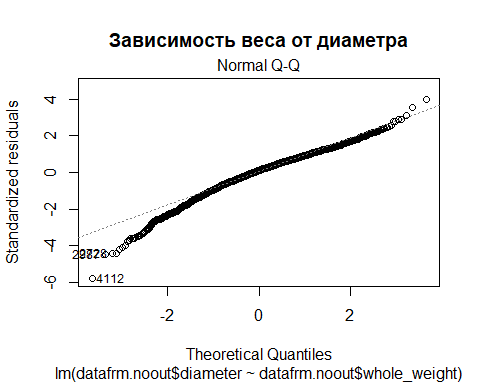 Зависимость веса от диаметра
Normal Q-Q
Standardized residuals
4
2
0
-2
-4
-6
4112
-2
0
2
Theoretical Quantiles
lm(datafrm.noout$diameter ~ datafrm.noout$whole_weight)